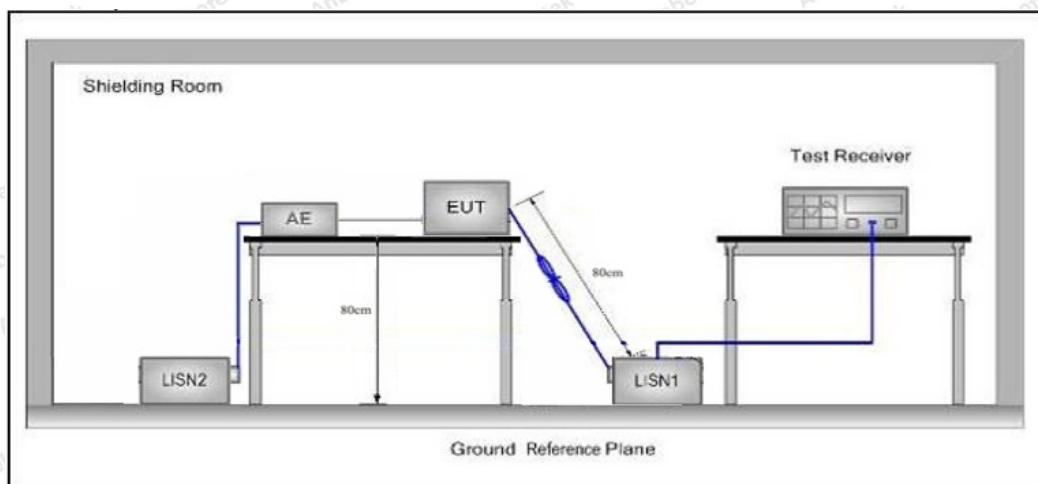 Shielding Room
Test Receiver
AE
EUT
80cm
80cm
LISN2
LISN1
Ground Reference Plane